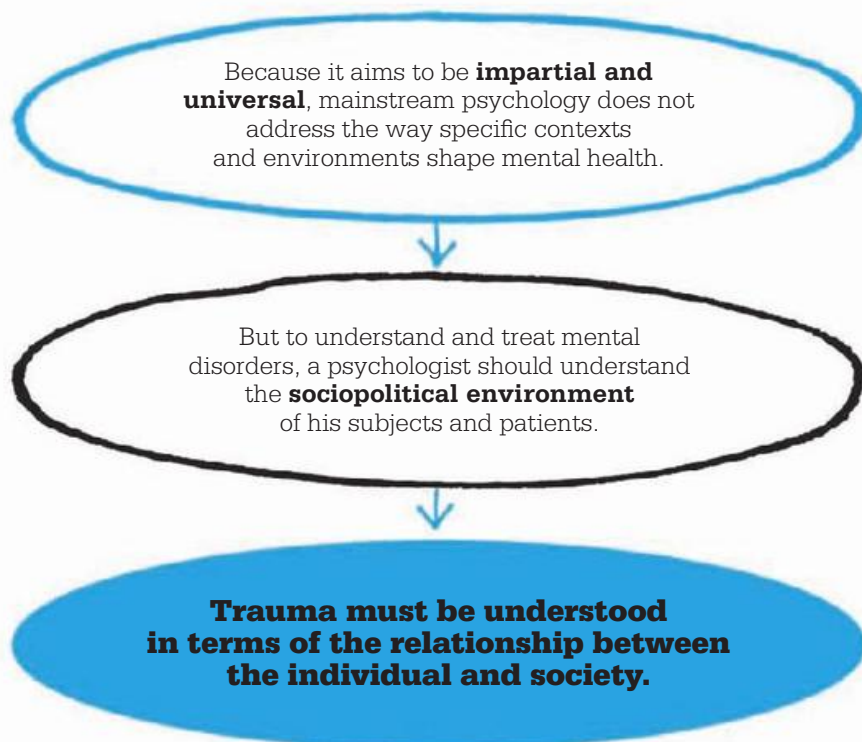 Because it aims to be impartial and
universal, mainstream psychology does not
address the way specific contexts
and environments shape mental health.
But to understand and treat mental
disorders, a psychologist should understand
the sociopolitical environment
of his subjects and patients.
Trauma must be understood
in terms of the relationship between
the individual and society.